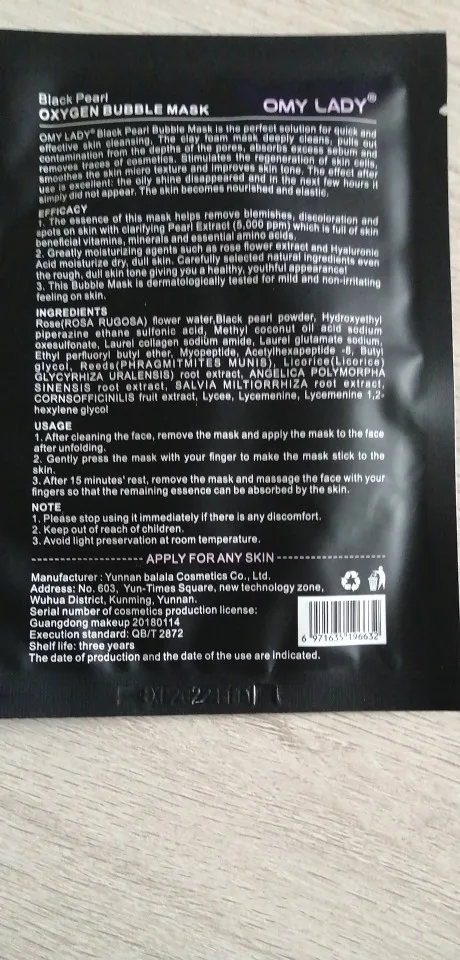 Black Pearl
OXYGEN BUBBLE MASK
OMY LADY®
OMY LADY® Black Pearl Bubble Mask is the perfect solution for quick and
effective skin cleansing. The clay foam mask deeply cleans, pulls out
contamination from the depths of the pores, absorbs excess sebum and
removes traces of cosmetics. Stimulates the regeneration of skin cells,
smoothes the skin micro texture and improves skin tone. The effect after
use is excellent: the oily shine disappeared and in the next few hours it
simply did not appear. The skin becomes nourished and elastic.
EFFICACY
1. The essence of this mask helps remove blemishes, discoloration and
spots on skin with clarifying Pearl Extract (5,000 ppm) which is full of skin
beneficial vitamins, minerals and essential amino acids.
2. Greatly moisturizing agents such as rose flower extract and Hyaluronic
Acid moisturize dry, dull skin. Carefully selected natural ingredients even
the rough, dull skin tone giving you a healthy, youthful appearance!
3. This Bubble Mask is dermatologically tested for mild and non-irritating
feeling on skin.
INGREDIENTS
Rose(ROSA RUGOSA) flower water,Black pearl powder, Hydroxyethyl
piperazine ethane sulfonic acid, Methyl coconut oil acid sodium
oxesulfonate, Laurel collagen sodium amide, Laurel glutamate sodium,
Ethyl perfluoryl butyl ether, Myopeptide, Acetylhexapeptide -8, Butyl
glycol, Reeds(PHRAGMITMITES MUNIS), Licorice(Licorice)
GLYCYRHIZA URALENSIS) root extract, ANGELICA POLYMORPHA
SINENSIS root extract, SALVIA MILTIORRHIZA root extract,
CORNSOFFICINILIS fruit extract, Lycee, Lycemenine, Lycemenine 1,2-
hexylene glycol
USAGE
1. After cleaning the face, remove the mask and apply the mask to the face
after unfolding.
2. Gently press the mask with your finger to make the mask stick to the
skin.
3. After 15 minutes' rest, remove the mask and massage the face with your
fingers so that the remaining essence can be absorbed by the skin.
NOTE
1. Please stop using it immediately if there is any discomfort.
2. Keep out of reach of children.
3. Avoid light preservation at room temperature.
APPLY FOR ANY SKIN
Manufacturer : Yunnan balala Cosmetics Co., Ltd.
Address: No. 603, Yun-Times Square, new technology zone,
Wuhua District, Kunming, Yunnan.
Serial number of cosmetics production license:
Guangdong makeup 20180114
Execution standard: QB/T 2872
Shelf life: three years
The date of production and the date of the use are indicated.
6 971635 196632